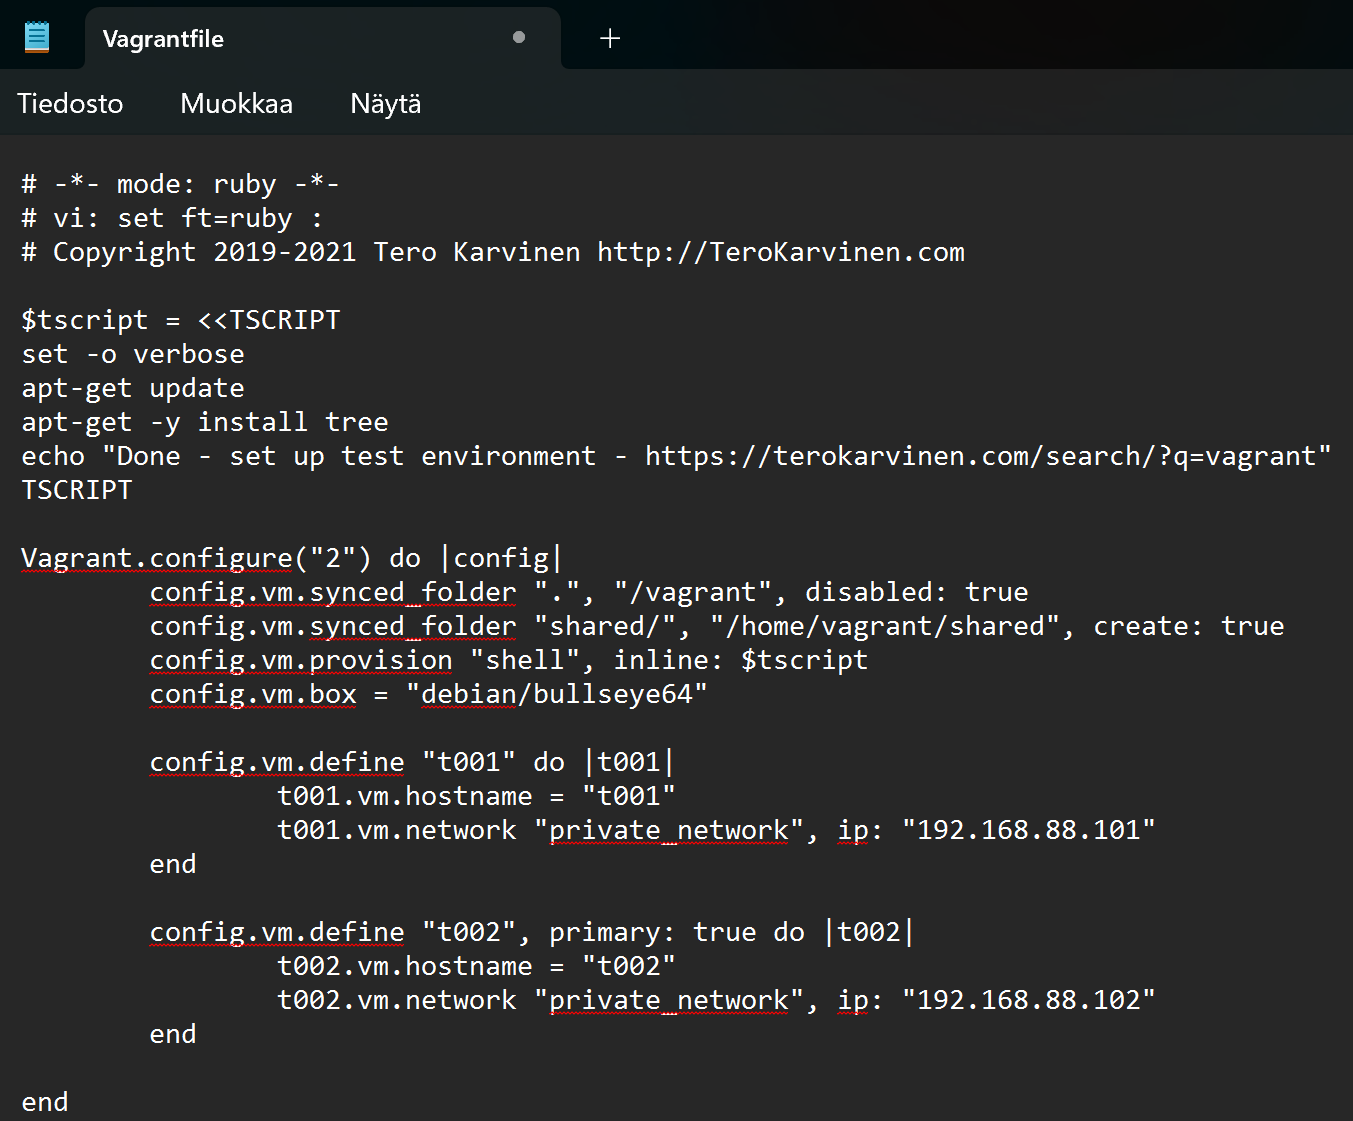 Vagrantfile
Tiedosto Muokkaa Näytä
# -*- mode: ruby -*-
# vi: set ft=ruby :
# Copyright 2019-2021 Tero Karvinen http://TeroKarvinen.com
$tscript = <<TSCRIPT
set -o verbose
apt-get update
apt-get -y install tree
echo "Done - set up test environment - https://terokarvinen.com/search/?q=vagrant"
TSCRIPT
Vagrant.configure("2") do |config|
config.vm.synced_folder ".", "/vagrant", disabled: true
config.vm.synced_folder "shared/", "/home/vagrant/shared", create: true
config.vm.provision "shell", inline: $tscript
config.vm.box = "debian/bullseye64"
config.vm.define "t001" do |t001|
t001.vm.hostname = "t001"
t001.vm.network "private_network", ip: "192.168.88.101"
end
config.vm.define "t002", primary: true do |t002|
t002.vm.hostname = "t002"
t002.vm.network "private_network", ip: "192.168.88.102"
end
end